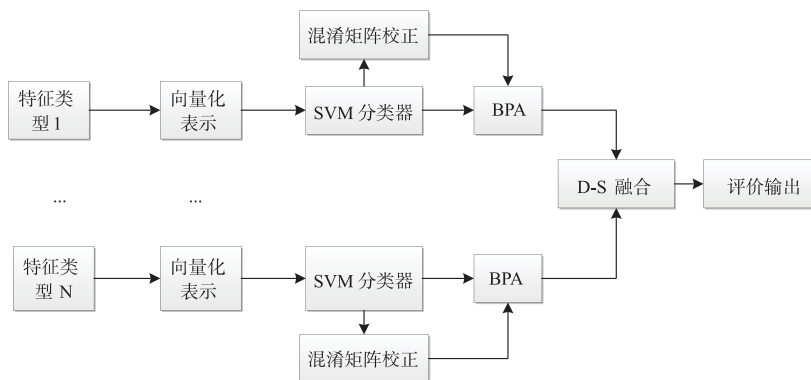 混淆矩阵校正
特征类
型 1
向量化
表示
SVM 分类器
BPA
D-S 融合
评价输出
...
...
特征类
型 N
向量化
表示
SVM 分类器
BPA
混淆矩阵校正